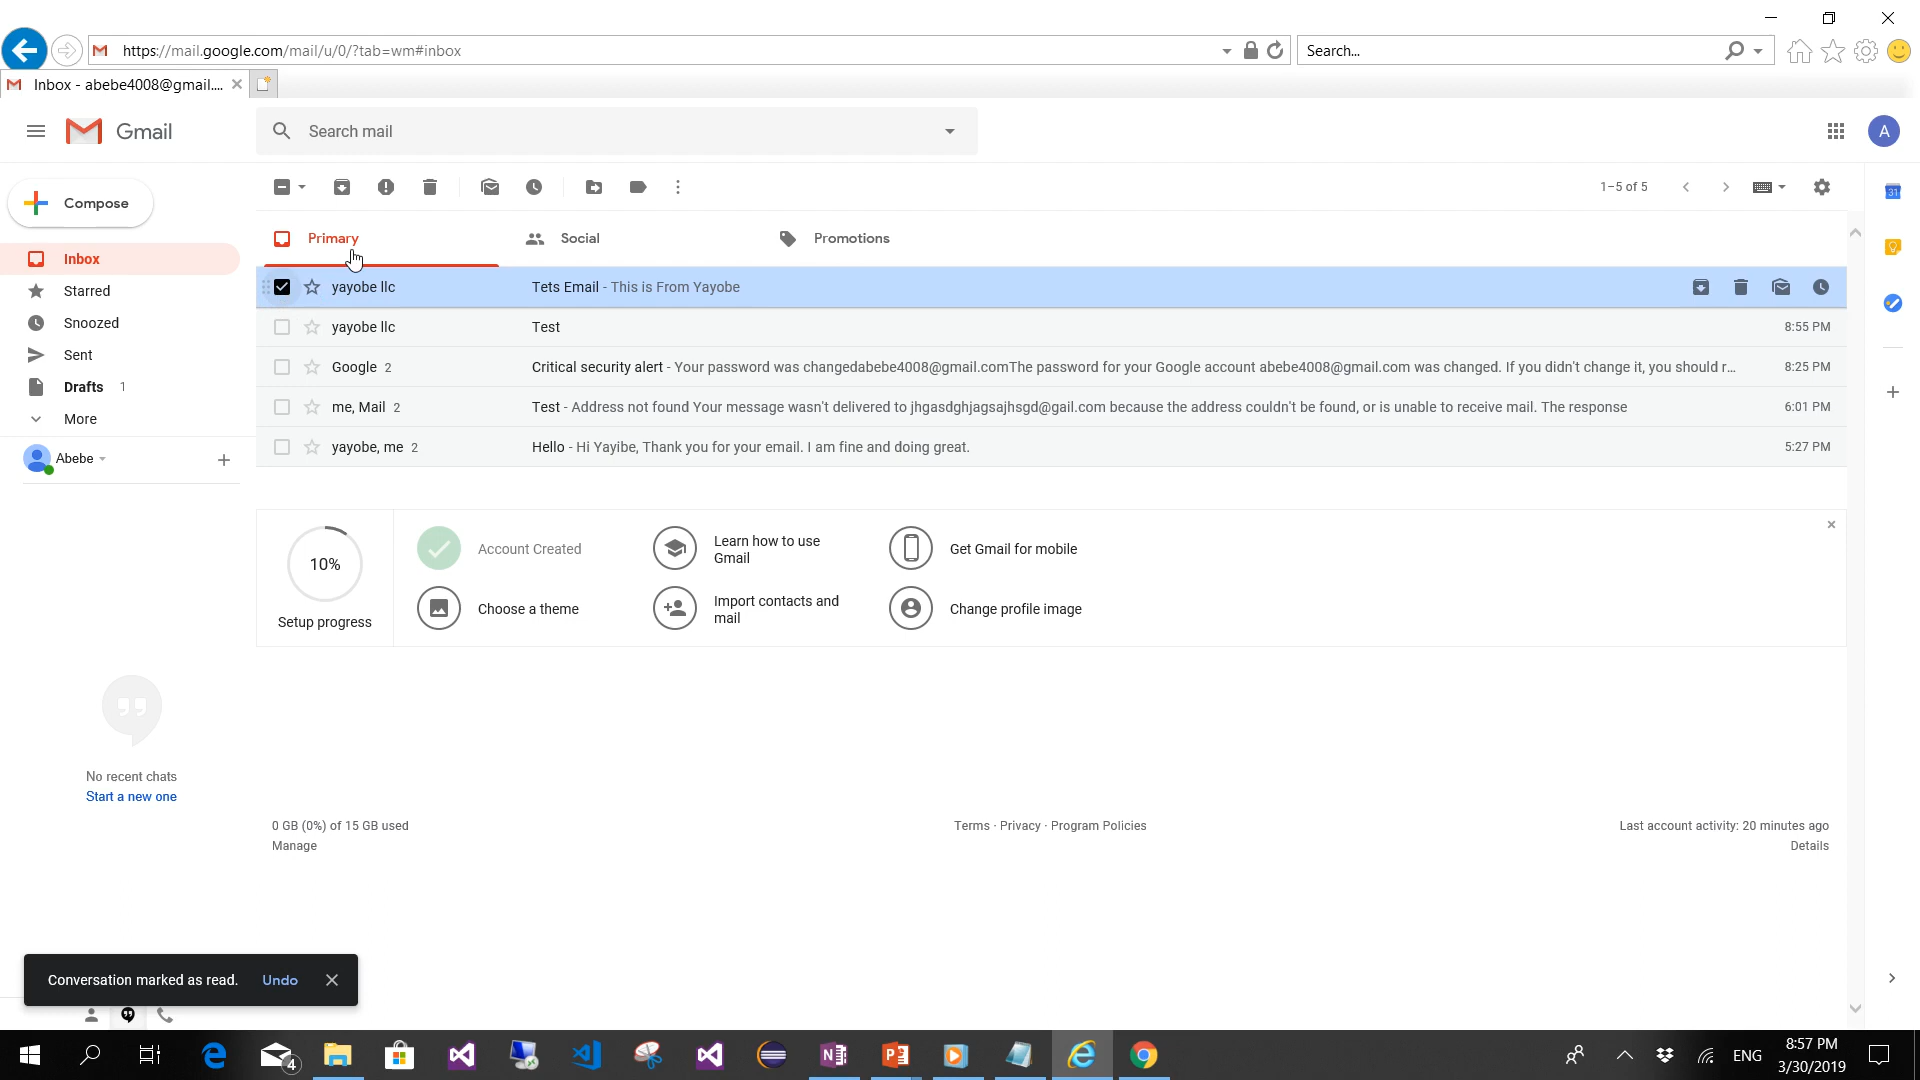 https://mail.google.com/mail/u/0/?tab=wm#inbox
Search...
Inbox - abebe4008@gmail....
Gmail
Search mail
A
Compose
1–5 of 5
31
Primary
Social
Promotions
Inbox
Starred
Snoozed
Sent
Drafts 1
More
Abebe
yayobe llc Tets Email - This is From Yayobe
yayobe llc Test 8:55 PM
Google 2 Critical security alert - Your password was changedabebe4008@gmail.comThe password for your Google account abebe4008@gmail.com was changed. If you didn't change it, you should r... 8:25 PM
me, Mail 2 Test - Address not found Your message wasn't delivered to jhgasdghjagsajhsgd@gail.com because the address couldn't be found, or is unable to receive mail. The response 6:01 PM
yayobe, me 2 Hello - Hi Yayibe, Thank you for your email. I am fine and doing great. 5:27 PM
10%
Setup progress
Account Created
Learn how to use
Gmail
Get Gmail for mobile
Choose a theme
Import contacts and
mail
Change profile image
No recent chats
Start a new one
0 GB (0%) of 15 GB used
Manage
Terms · Privacy · Program Policies
Last account activity: 20 minutes ago
Details
Conversation marked as read. Undo
4
ENG
8:57 PM
3/30/2019